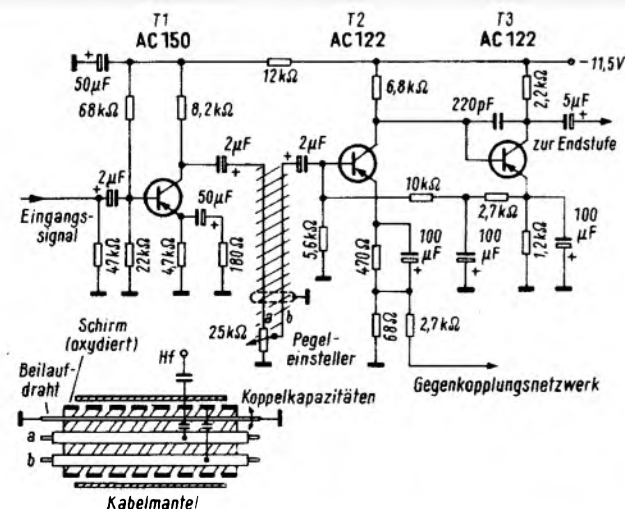 T1
AC 150
T2
AC 122
T3
AC 122
−11,5V
12kΩ
50µF
68kΩ
8,2kΩ
6,8kΩ
220pF
2,2kΩ
5µF
zur Endstufe
2µF
2µF
2µF
50µF
Eingangs-
signal
10kΩ
2,7kΩ
47kΩ
22kΩ
4,7kΩ
180Ω
5,6kΩ
470Ω
100
µF
100
µF
1,2kΩ
100
µF
a
b
25kΩ
Pegel-
einsteller
68Ω
2,7kΩ
Gegenkopplungsnetzwerk
Schirm
(oxydiert)
Hf
Beilauf-
draht
Koppelkapazitäten
a
b
Kabelmantel